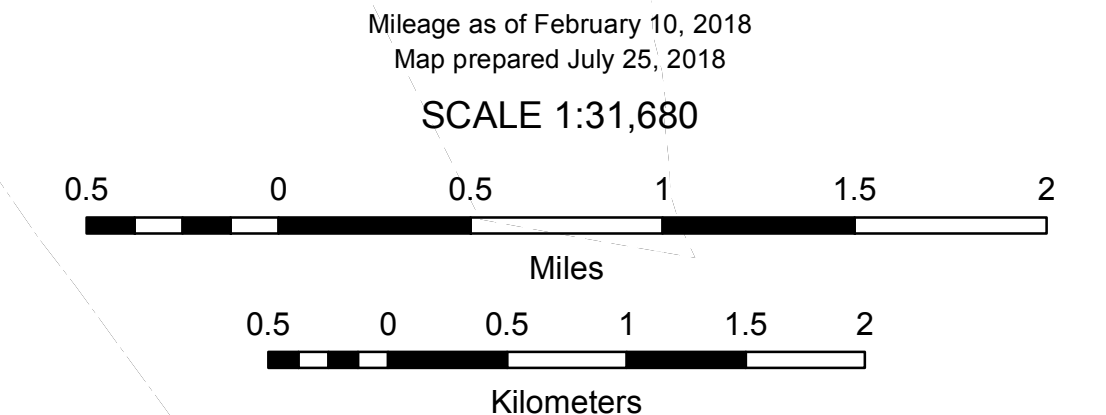 Mileage as of February 10, 2018
Map prepared July 25, 2018
SCALE 1:31,680
0.5 0 0.5 1 1.5 2
Miles
0.5 0 0.5 1 1.5 2
Kilometers